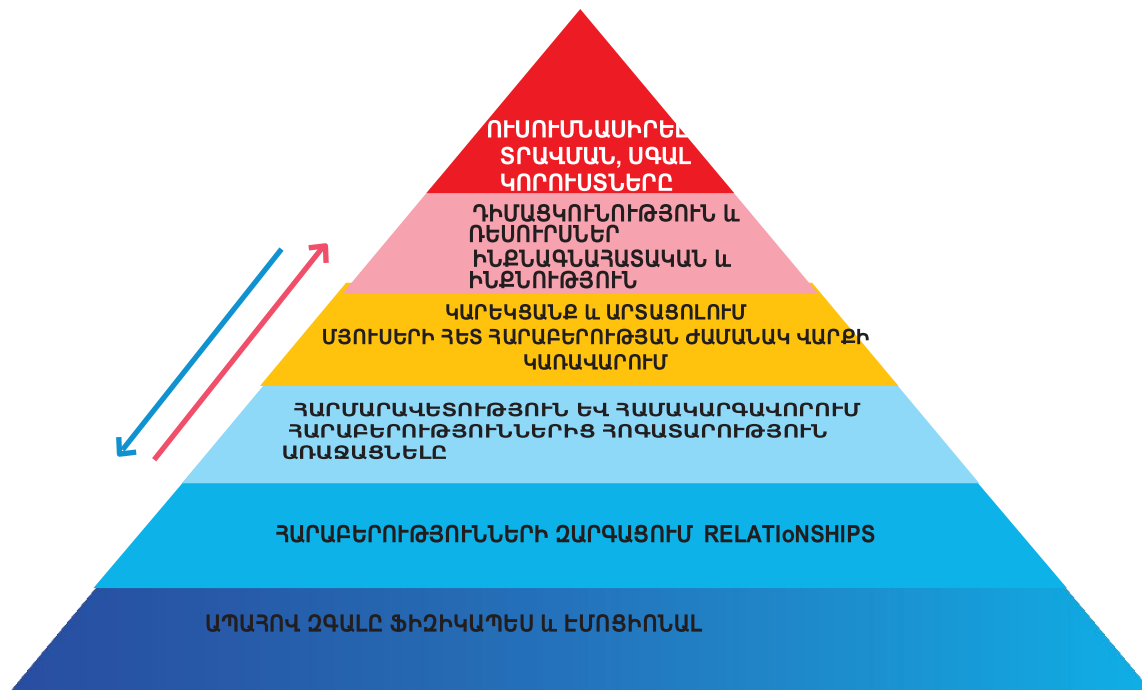 ՈՒՍՈՒՄՆԱՍԻՐԵԼ
ՏՐԱՎՄԱՆ, ՍԳԱԼ
ԿՈՐՈՒՍՏՆԵՐԸ
ԴԻՄԱՑԿՈՒՆՈՒԹՅՈՒՆ և
ՌԵՍՈՒՐՍՆԵՐ
ԻՆՔՆԱԳՆԱՀԱՏԱԿԱՆ և
ԻՆՔՆՈՒԹՅՈՒՆ
ԿԱՐԵԿՑԱՆՔ և ԱՐՏԱՑՈԼՈՒՄ
ՄՅՈՒՍԵՐԻ ՀԵՏ ՀԱՐԱԲԵՐՈՒԹՅԱՆ ԺԱՄԱՆԱԿ ՎԱՐՔԻ
ԿԱՌԱՎԱՐՈՒՄ
ՀԱՐՄԱՐԱՎԵՏՈՒԹՅՈՒՆ ԵՎ ՀԱՄԱԿԱՐԳԱՎՈՐՈՒՄ
ՀԱՐԱԲԵՐՈՒԹՅՈՒՆՆԵՐԻՑ ՀՈԳԱՏԱՐՈՒԹՅՈՒՆ
ԱՌԱՋԱՑՆԵԼԸ
ՀԱՐԱԲԵՐՈՒԹՅՈՒՆՆԵՐԻ ԶԱՐԳԱՑՈՒՄ RELATIoNSHIPS
ԱՊԱՀՈՎ ԶԳԱԼԸ ՖԻԶԻԿԱՊԵՍ և ԷՄՈՑԻՈՆԱԼ